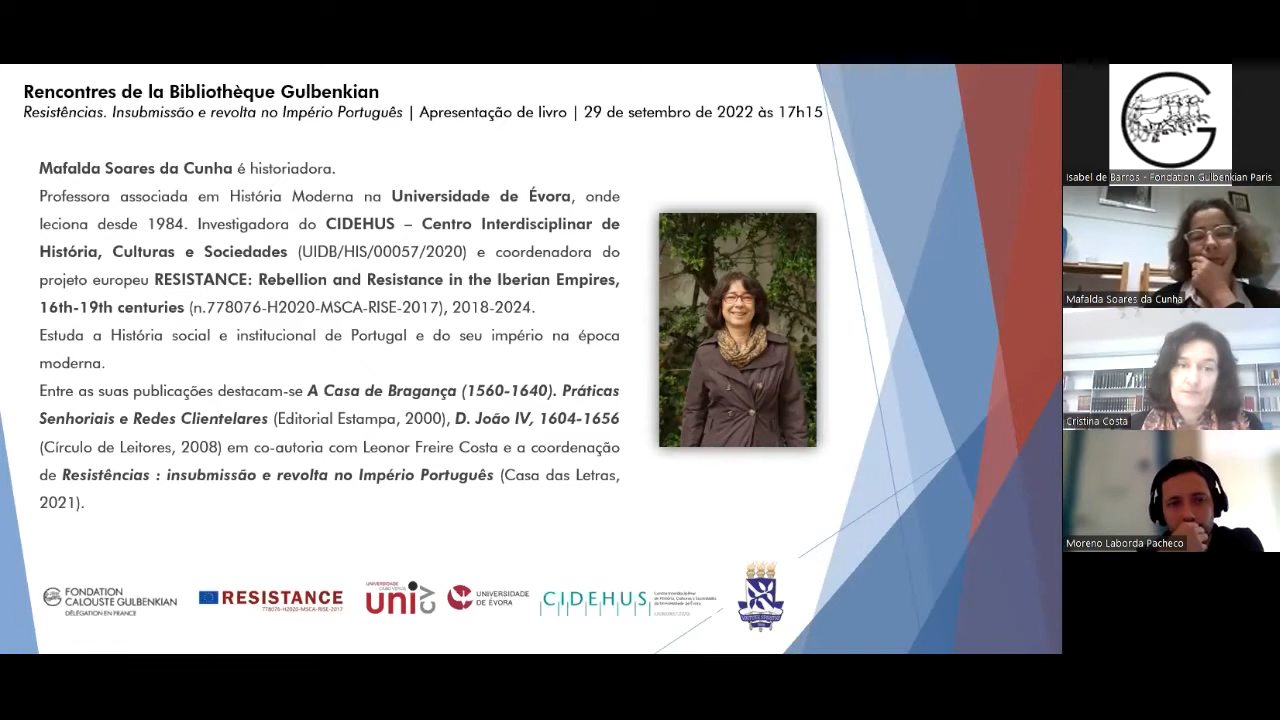 Rencontres de la Bibliothèque Gulbenkian
Resistências. Insubmissão e revolta no Império Português | Apresentação de livro | 29 de setembro de 2022 às 17h15
Mafalda Soares da Cunha é historiadora.
Professora associada em História Moderna na Universidade de Évora, onde
leciona desde 1984. Investigadora do CIDEHUS – Centro Interdisciplinar de
História, Culturas e Sociedades (UIDB/HIS/00057/2020) e coordenadora do
projeto europeu RESISTANCE: Rebellion and Resistance in the Iberian Empires,
16th-19th centuries (n.778076-H2020-MSCA-RISE-2017), 2018-2024.
Estuda a História social e institucional de Portugal e do seu império na época
moderna.
Entre as suas publicações destacam-se A Casa de Bragança (1560-1640). Práticas
Senhoriais e Redes Clientelares (Editorial Estampa, 2000), D. João IV, 1604-1656
(Círculo de Leitores, 2008) em co-autoria com Leonor Freire Costa e a coordenação
de Resistências : insubmissão e revolta no Império Português (Casa das Letras,
2021).
FONDATION
CALOUSTE GULBENKIAN
DÉLÉGATION EN FRANCE
RESISTANCE
778076-H2020-MSCA-RISE-2017
uni CV
UNIVERSIDADE
DE ÉVORA
CIDEHUS
G
Isabel de Barros - Fondation Gulbenkian Paris
Mafalda Soares da Cunha
Cristina Costa
Moreno Laborda Pacheco